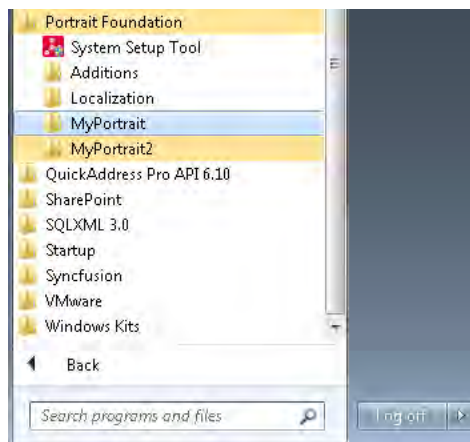 Portrait Foundation
System Setup Tool
Additions
Localization
MyPortrait
MyPortrait2
QuickAddress Pro API 6.10
SharePoint
SQLXML 3.0
Startup
Syncfusion
VMware
Windows Kits
Back
Search programs and files
Log off